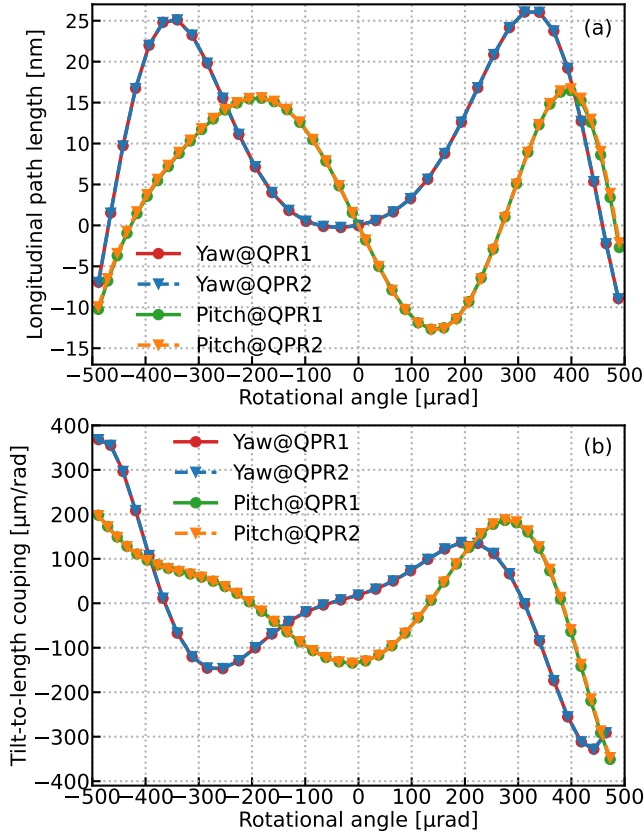 (a)
Longitudinal path length [nm]
25
20
15
10
5
0
−5
−10
−15
Yaw@QPR1
Yaw@QPR2
Pitch@QPR1
Pitch@QPR2
−500 −400 −300 −200 −100 0 100 200 300 400 500
Rotational angle [μrad]
(b)
Tilt-to-length couping [μm/rad]
400
300
200
100
0
−100
−200
−300
−400
Yaw@QPR1
Yaw@QPR2
Pitch@QPR1
Pitch@QPR2
−500 −400 −300 −200 −100 0 100 200 300 400 500
Rotational angle [μrad]